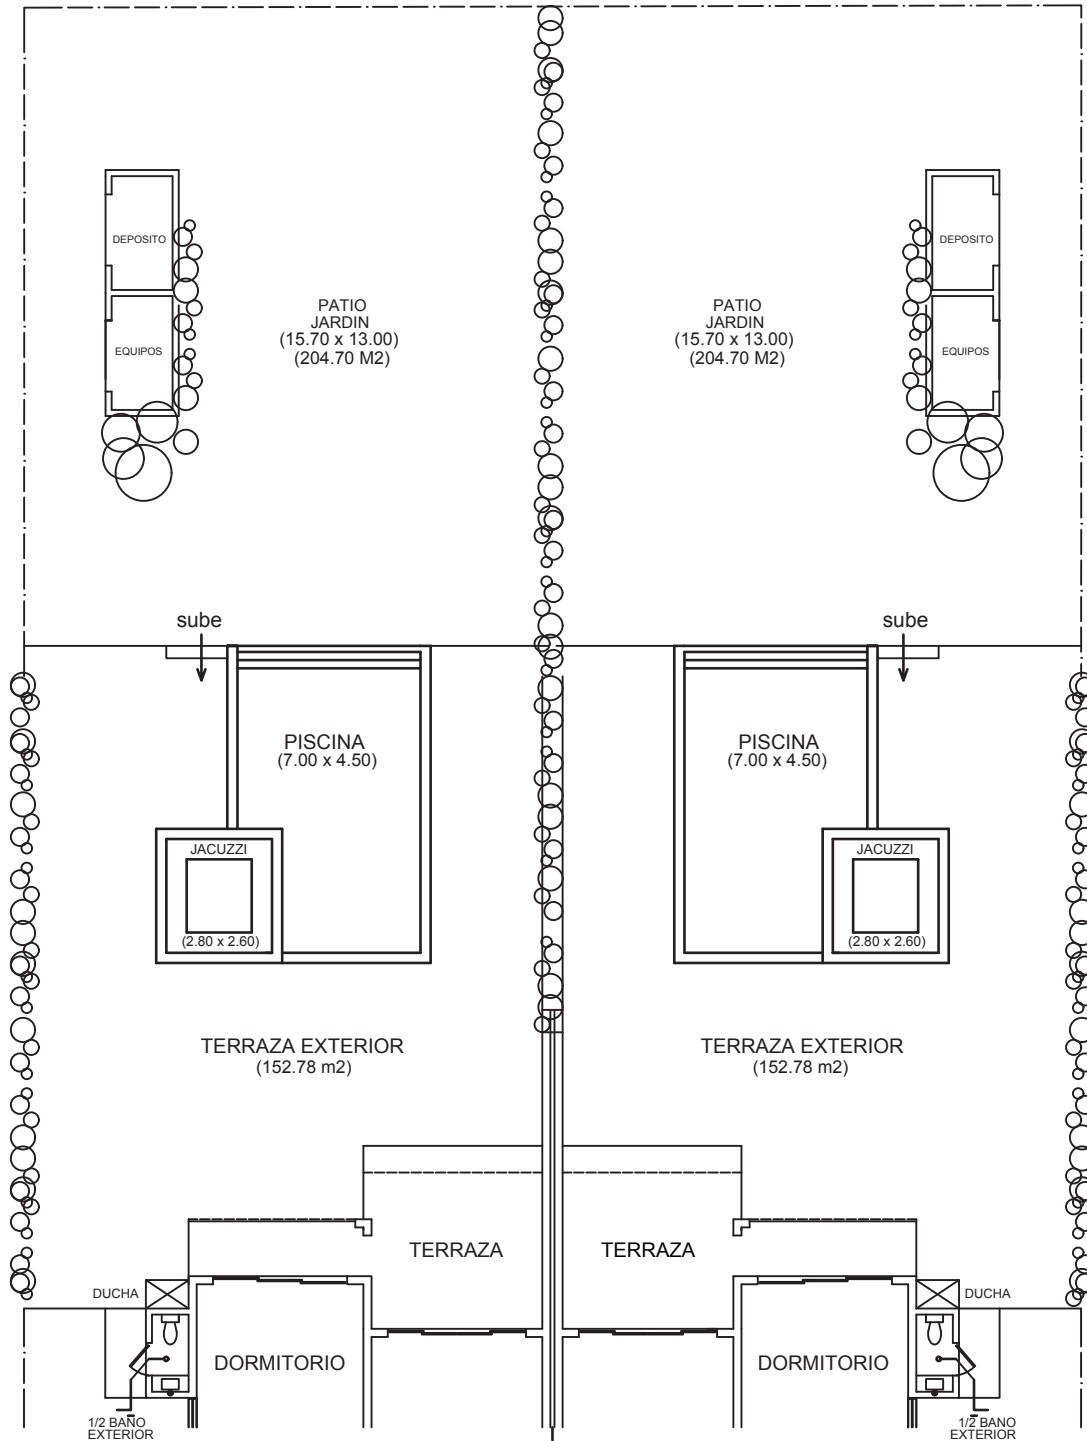 DEPOSITO
DEPOSITO
PATIO
JARDIN
(15.70 x 13.00)
(204.70 M2)
PATIO
JARDIN
(15.70 x 13.00)
(204.70 M2)
EQUIPOS
EQUIPOS
sube
sube
PISCINA
(7.00 x 4.50)
PISCINA
(7.00 x 4.50)
JACUZZI
(2.80 x 2.60)
JACUZZI
(2.80 x 2.60)
TERRAZA EXTERIOR
(152.78 m2)
TERRAZA EXTERIOR
(152.78 m2)
TERRAZA
TERRAZA
DUCHA
DUCHA
DORMITORIO
DORMITORIO
1/2 BAÑO
EXTERIOR
1/2 BANO
EXTERIOR